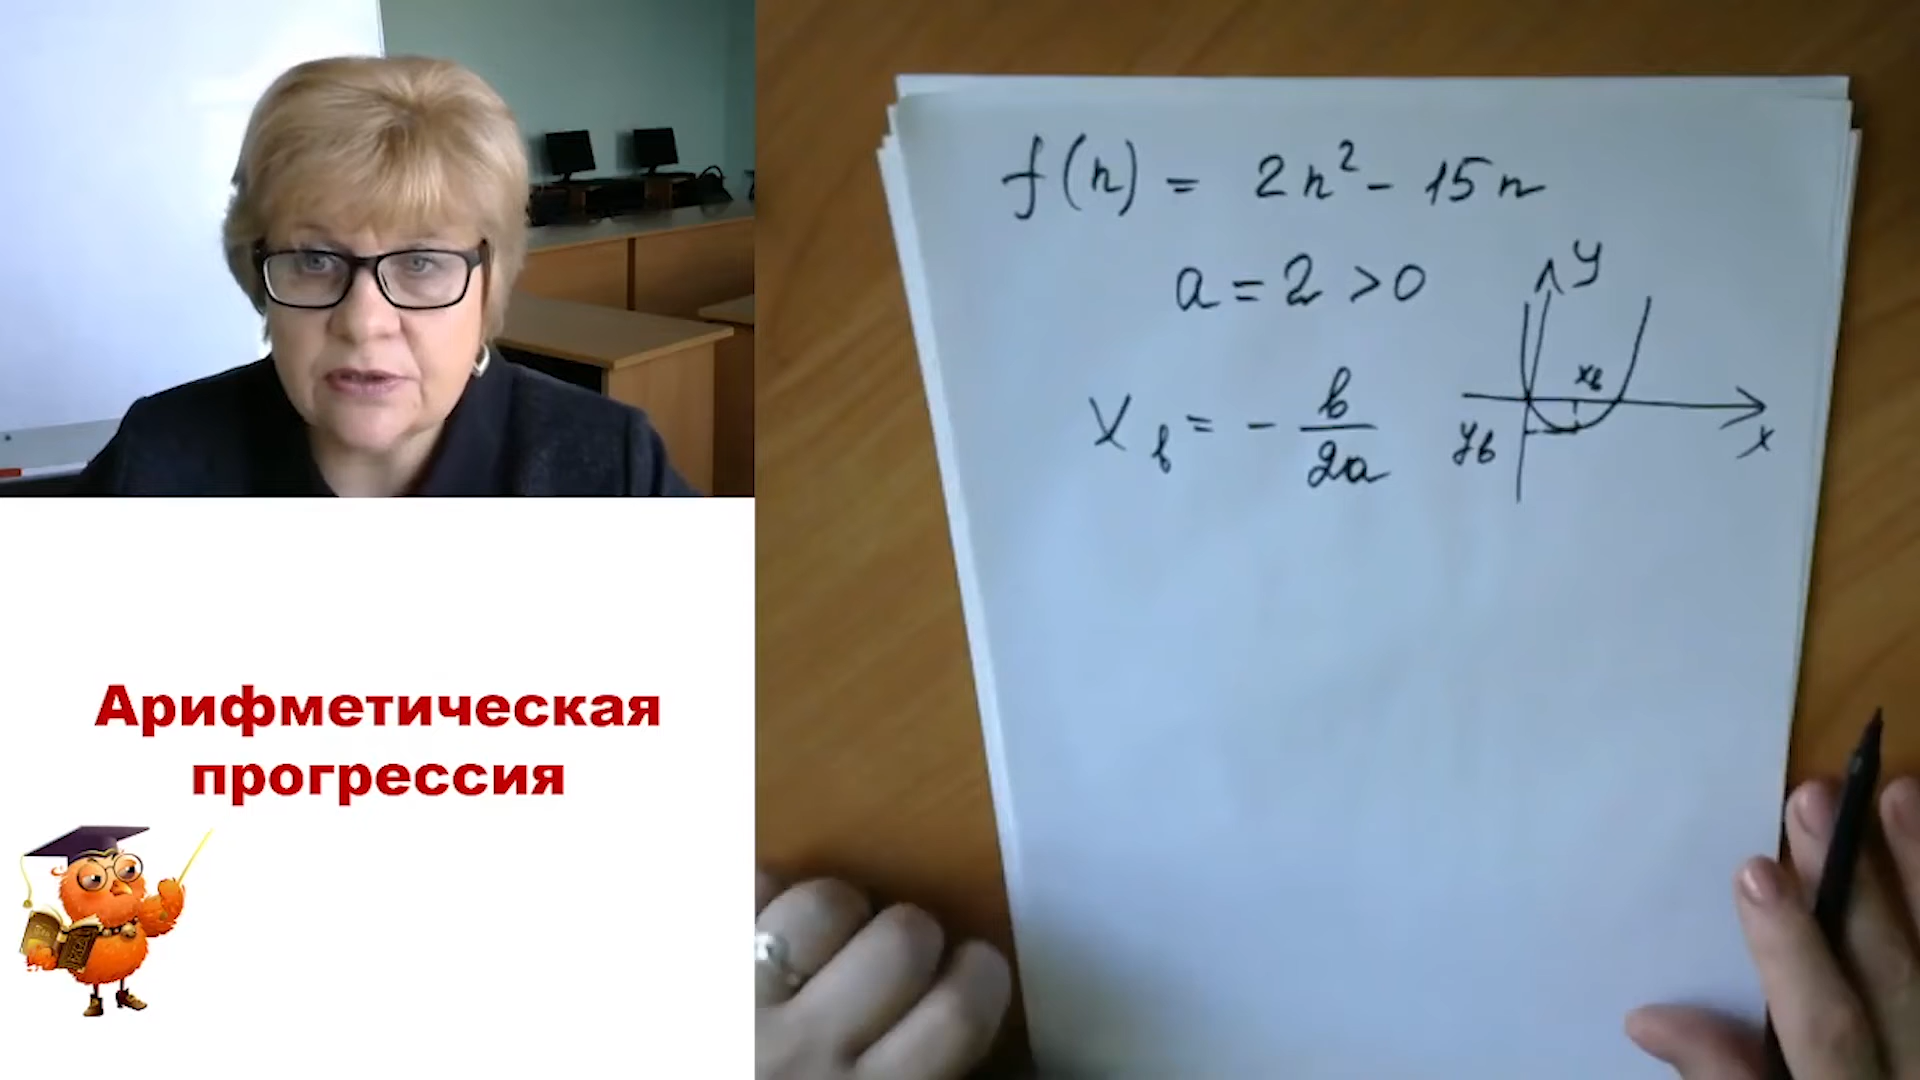 Арифметическая
прогрессия
f(n) = 2n² - 15n
a = 2 > 0
y
xв
Xв = - b/2a
yв
x